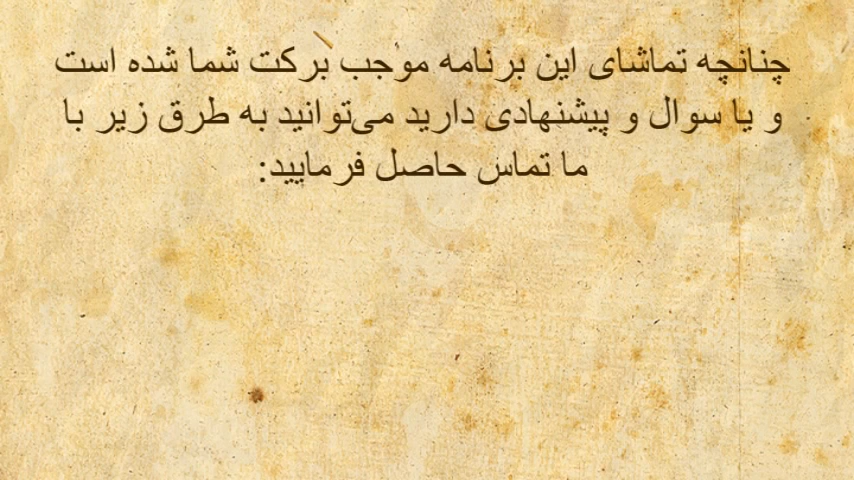 چنانچه تماشای این برنامه موجب برکت شما شده است
و یا سوال و پیشنهادی دارید می‌توانید به طرق زیر با
ما تماس حاصل فرمایید: